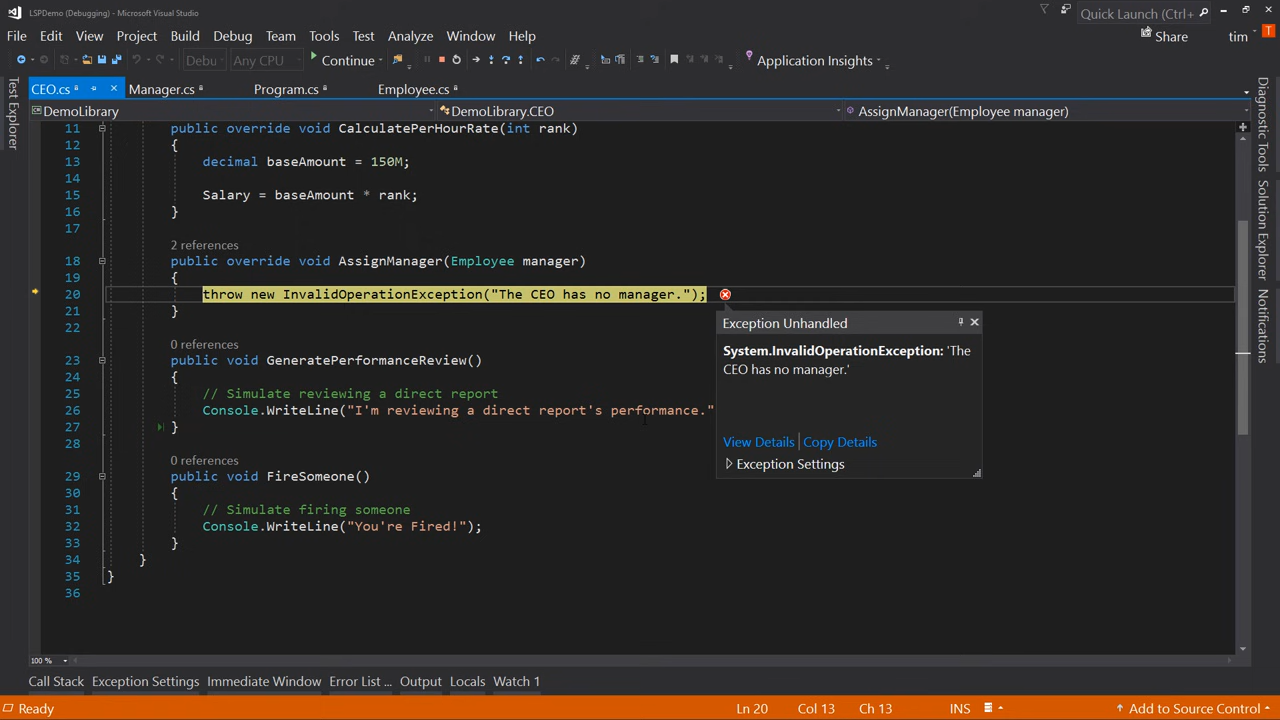 LSPDemo (Debugging) - Microsoft Visual Studio
Quick Launch (Ctrl+
File Edit View Project Build Debug Team Tools Test Analyze Window Help
Share tim T
Debu Any CPU Continue Application Insights
CEO.cs Manager.cs Program.cs Employee.cs
DemoLibrary DemoLibrary.CEO AssignManager(Employee manager)
Test Explorer
Diagnostic Tools Solution Explorer Notifications
11 public override void CalculatePerHourRate(int rank)
12 {
13 decimal baseAmount = 150M;
14
15 Salary = baseAmount * rank;
16 }
17
2 references
18 public override void AssignManager(Employee manager)
19 {
20 throw new InvalidOperationException("The CEO has no manager.");
21 }
22
0 references
23 public void GeneratePerformanceReview()
24 {
25 // Simulate reviewing a direct report
26 Console.WriteLine("I'm reviewing a direct report's performance."
27 }
28
0 references
29 public void FireSomeone()
30 {
31 // Simulate firing someone
32 Console.WriteLine("You're Fired!");
33 }
34 }
35 }
36
Exception Unhandled
System.InvalidOperationException: 'The
CEO has no manager.'
View Details Copy Details
Exception Settings
100 %
Call Stack Exception Settings Immediate Window Error List ... Output Locals Watch 1
Ready Ln 20 Col 13 Ch 13 INS Add to Source Control